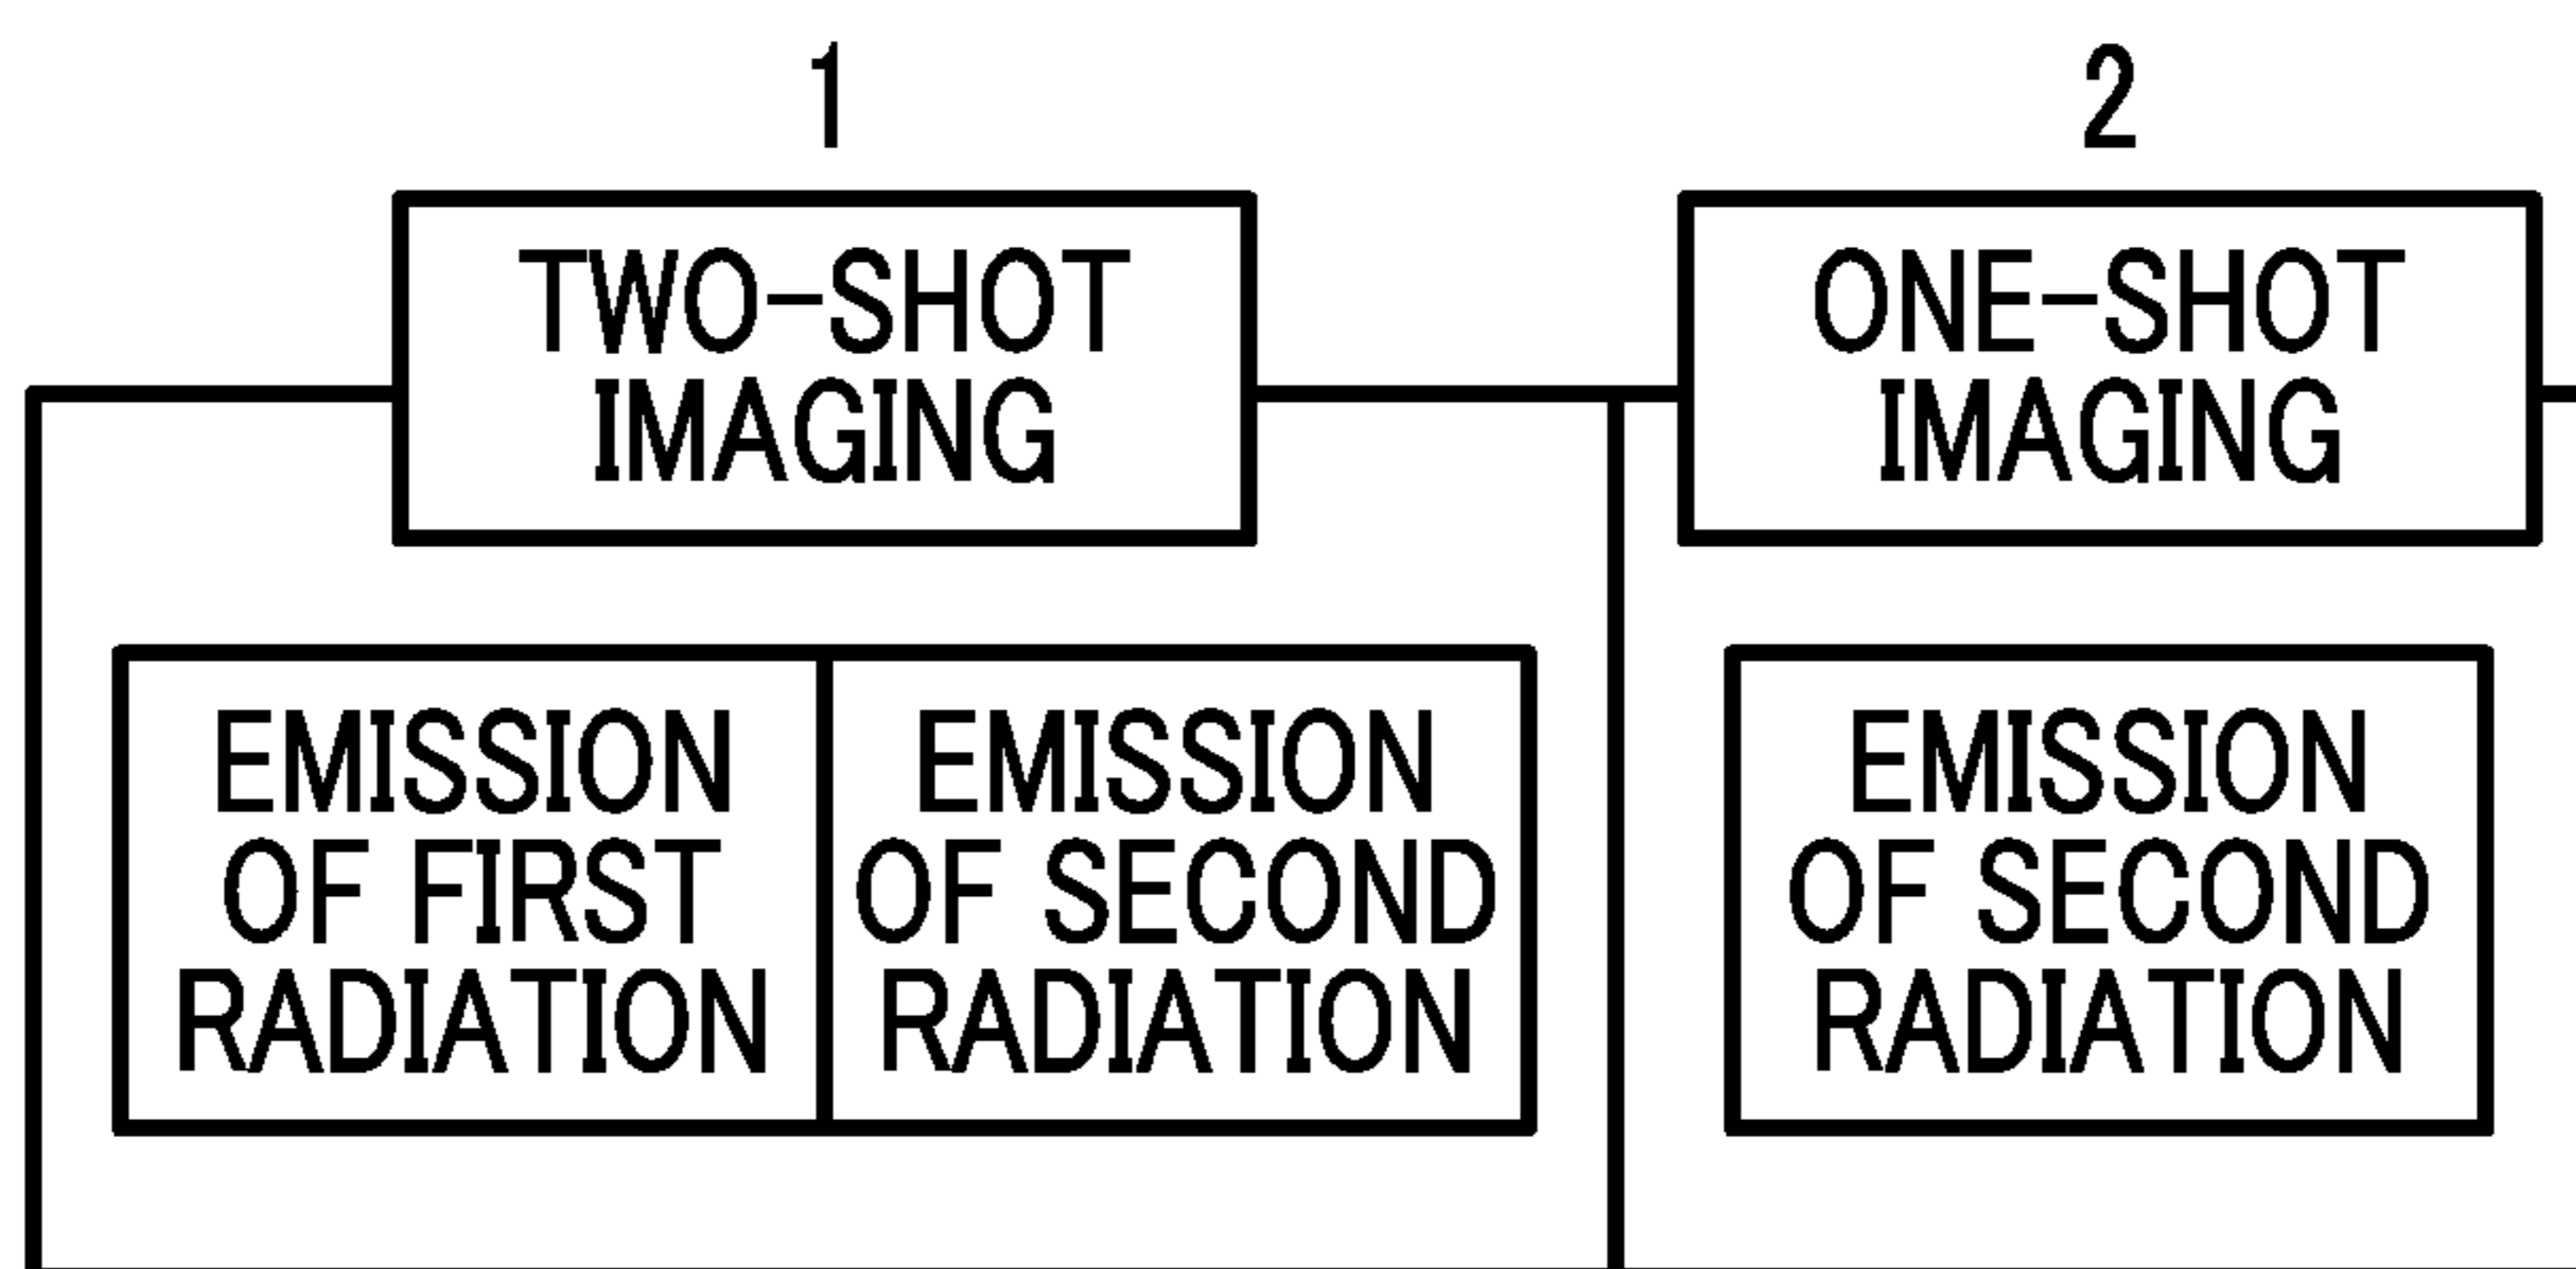 1
TWO-SHOT
IMAGING
EMISSION
OF FIRST
RADIATION
EMISSION
OF SECOND
RADIATION
2
ONE-SHOT
IMAGING
EMISSION
OF SECOND
RADIATION